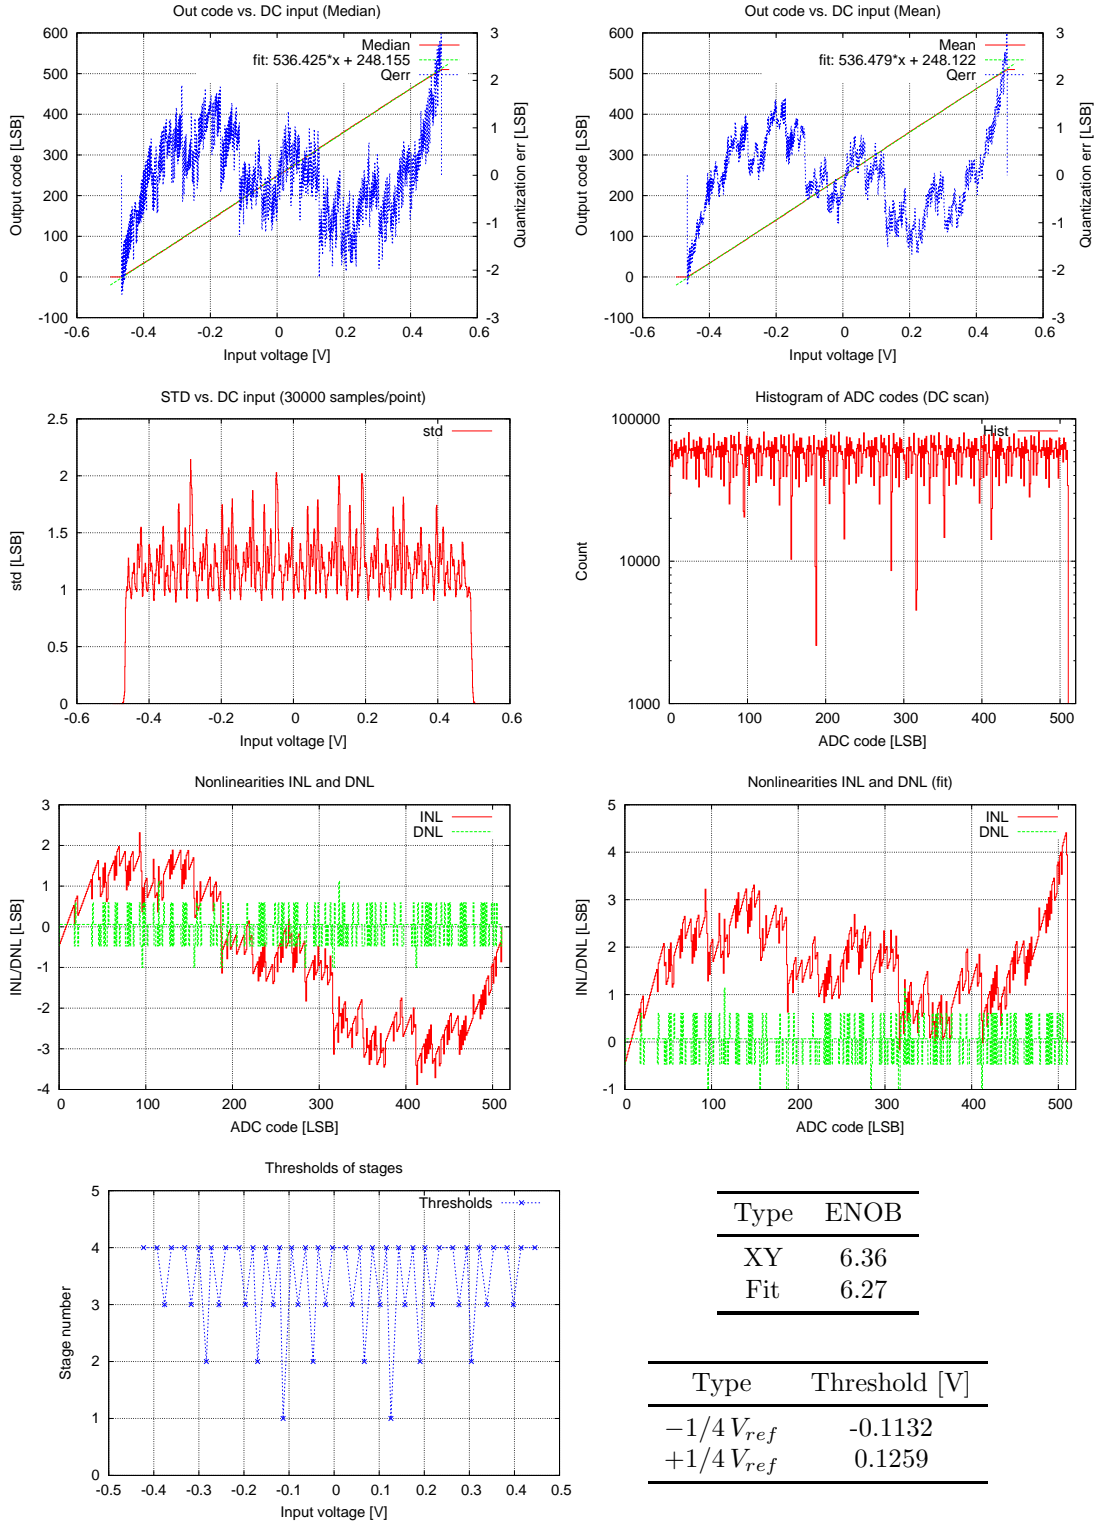 Out code vs. DC input (Median)
600
500
400
300
200
100
0
-100
3
2
1
0
-1
-2
-3
-0.6 -0.4 -0.2 0 0.2 0.4 0.6
Output code [LSB]
Quantization err [LSB]
Input voltage [V]
Median
fit: 536.425*x + 248.155
Qerr
Out code vs. DC input (Mean)
600
500
400
300
200
100
0
-100
3
2
1
0
-1
-2
-3
-0.6 -0.4 -0.2 0 0.2 0.4 0.6
Output code [LSB]
Quantization err [LSB]
Input voltage [V]
Mean
fit: 536.479*x + 248.122
Qerr
STD vs. DC input (30000 samples/point)
2.5
2
1.5
1
0.5
0
-0.6 -0.4 -0.2 0 0.2 0.4 0.6
std [LSB]
Input voltage [V]
std
Histogram of ADC codes (DC scan)
100000
10000
1000
0 100 200 300 400 500
Count
ADC code [LSB]
Hist
Nonlinearities INL and DNL
3
2
1
0
-1
-2
-3
-4
0 100 200 300 400 500
INL/DNL [LSB]
ADC code [LSB]
INL
DNL
Nonlinearities INL and DNL (fit)
5
4
3
2
1
0
-1
0 100 200 300 400 500
INL/DNL [LSB]
ADC code [LSB]
INL
DNL
Thresholds of stages
5
4
3
2
1
0
-0.5 -0.4 -0.3 -0.2 -0.1 0 0.1 0.2 0.3 0.4 0.5
Stage number
Input voltage [V]
Thresholds
Type ENOB
XY 6.36
Fit 6.27
Type Threshold [V]
−1/4 Vref -0.1132
+1/4 Vref 0.1259